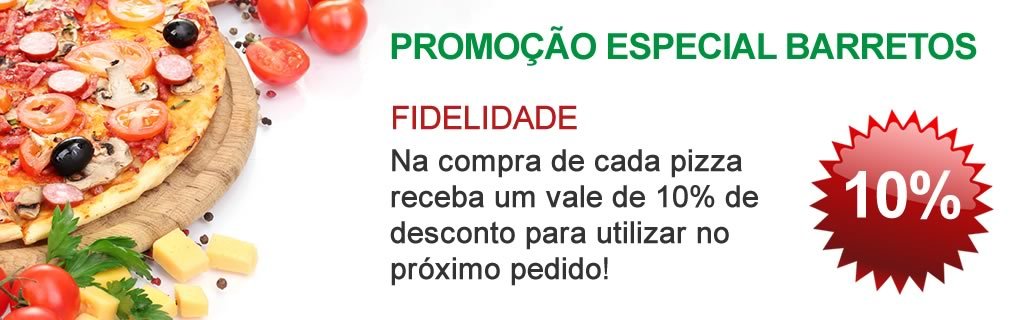 PROMOÇÃO ESPECIAL BARRETOS
FIDELIDADE
Na compra de cada pizza
receba um vale de 10% de
desconto para utilizar no
próximo pedido!
10%